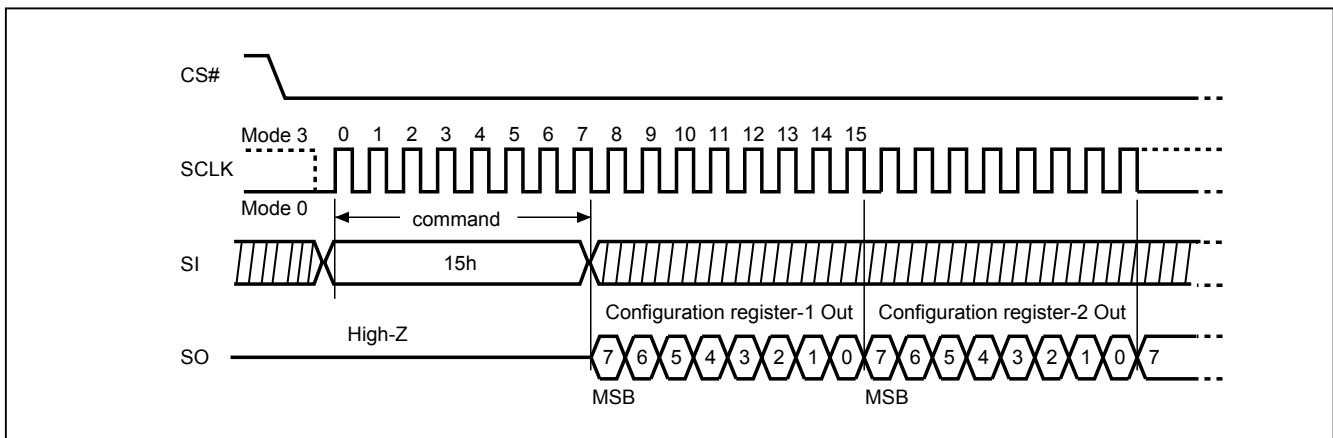 CS#
Mode 3 0 1 2 3 4 5 6 7 8 9 10 11 12 13 14 15
SCLK
Mode 0
command
SI 15h
Configuration register-1 Out Configuration register-2 Out
High-Z
SO 7 6 5 4 3 2 1 0 7 6 5 4 3 2 1 0 7
MSB MSB